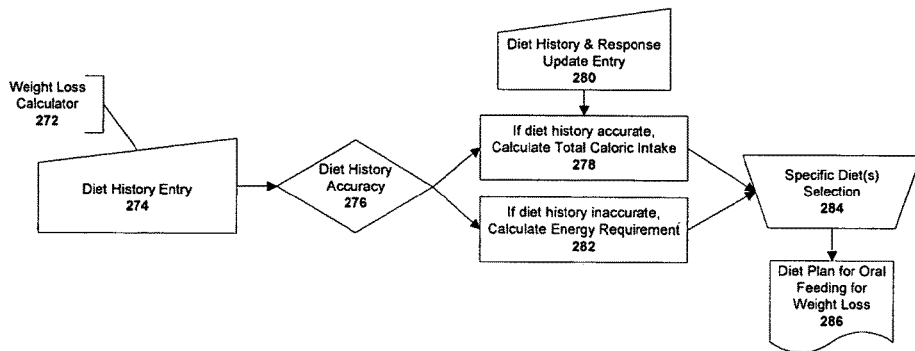 Weight Loss
Calculator
272
Diet History Entry
274
Diet History
Accuracy
276
Diet History & Response
Update Entry
280
If diet history accurate,
Calculate Total Caloric Intake
278
If diet history inaccurate,
Calculate Energy Requirement
282
Specific Diet(s)
Selection
284
Diet Plan for Oral
Feeding for
Weight Loss
286